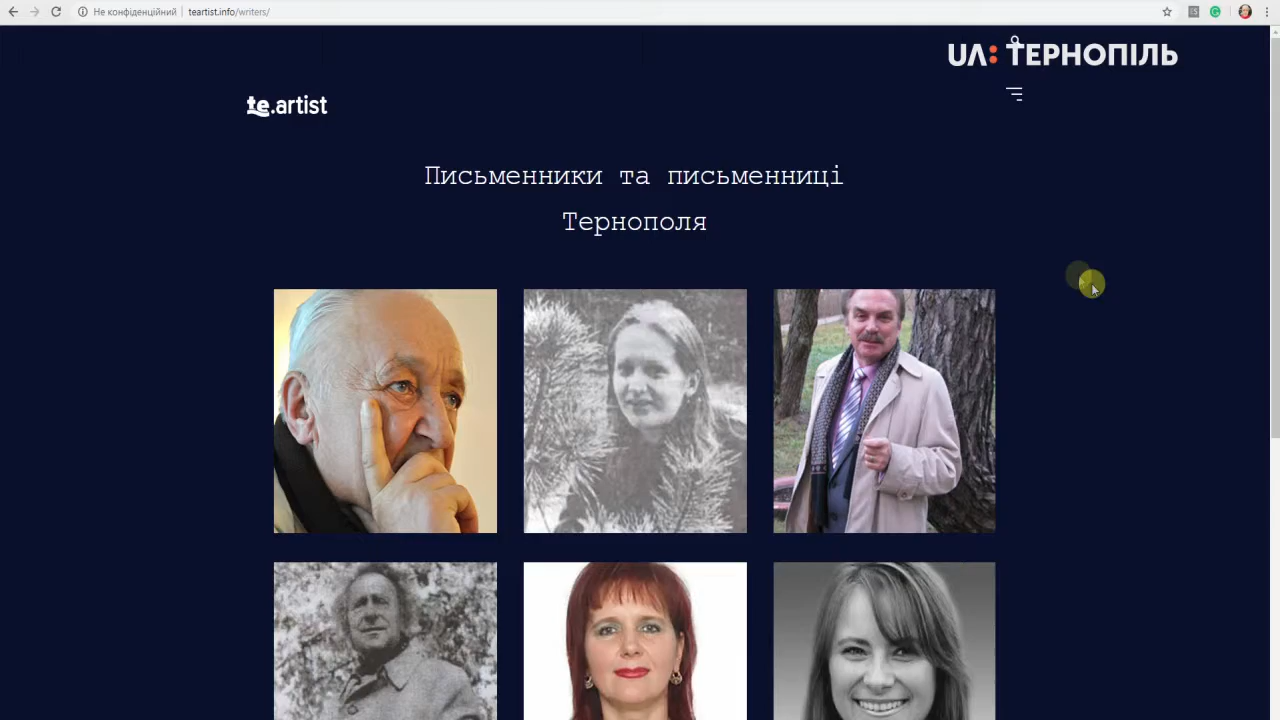 Не конфіденційний
teartist.info/writers/
UA: ТЕРНОПІЛЬ
te.artist
Письменники та письменниці
Тернополя